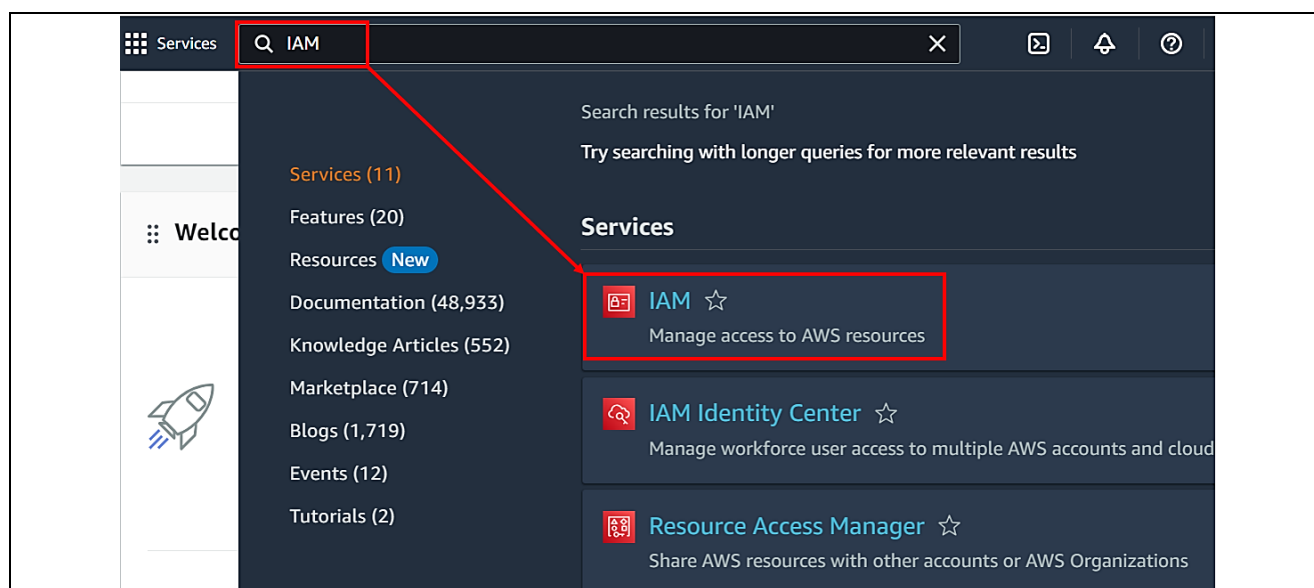 Services
IAM
Search results for 'IAM'
Try searching with longer queries for more relevant results
Services (11)
Features (20)
Resources New
Documentation (48,933)
Knowledge Articles (552)
Marketplace (714)
Blogs (1,719)
Events (12)
Tutorials (2)
Welco
Services
IAM
Manage access to AWS resources
IAM Identity Center
Manage workforce user access to multiple AWS accounts and cloud
Resource Access Manager
Share AWS resources with other accounts or AWS Organizations